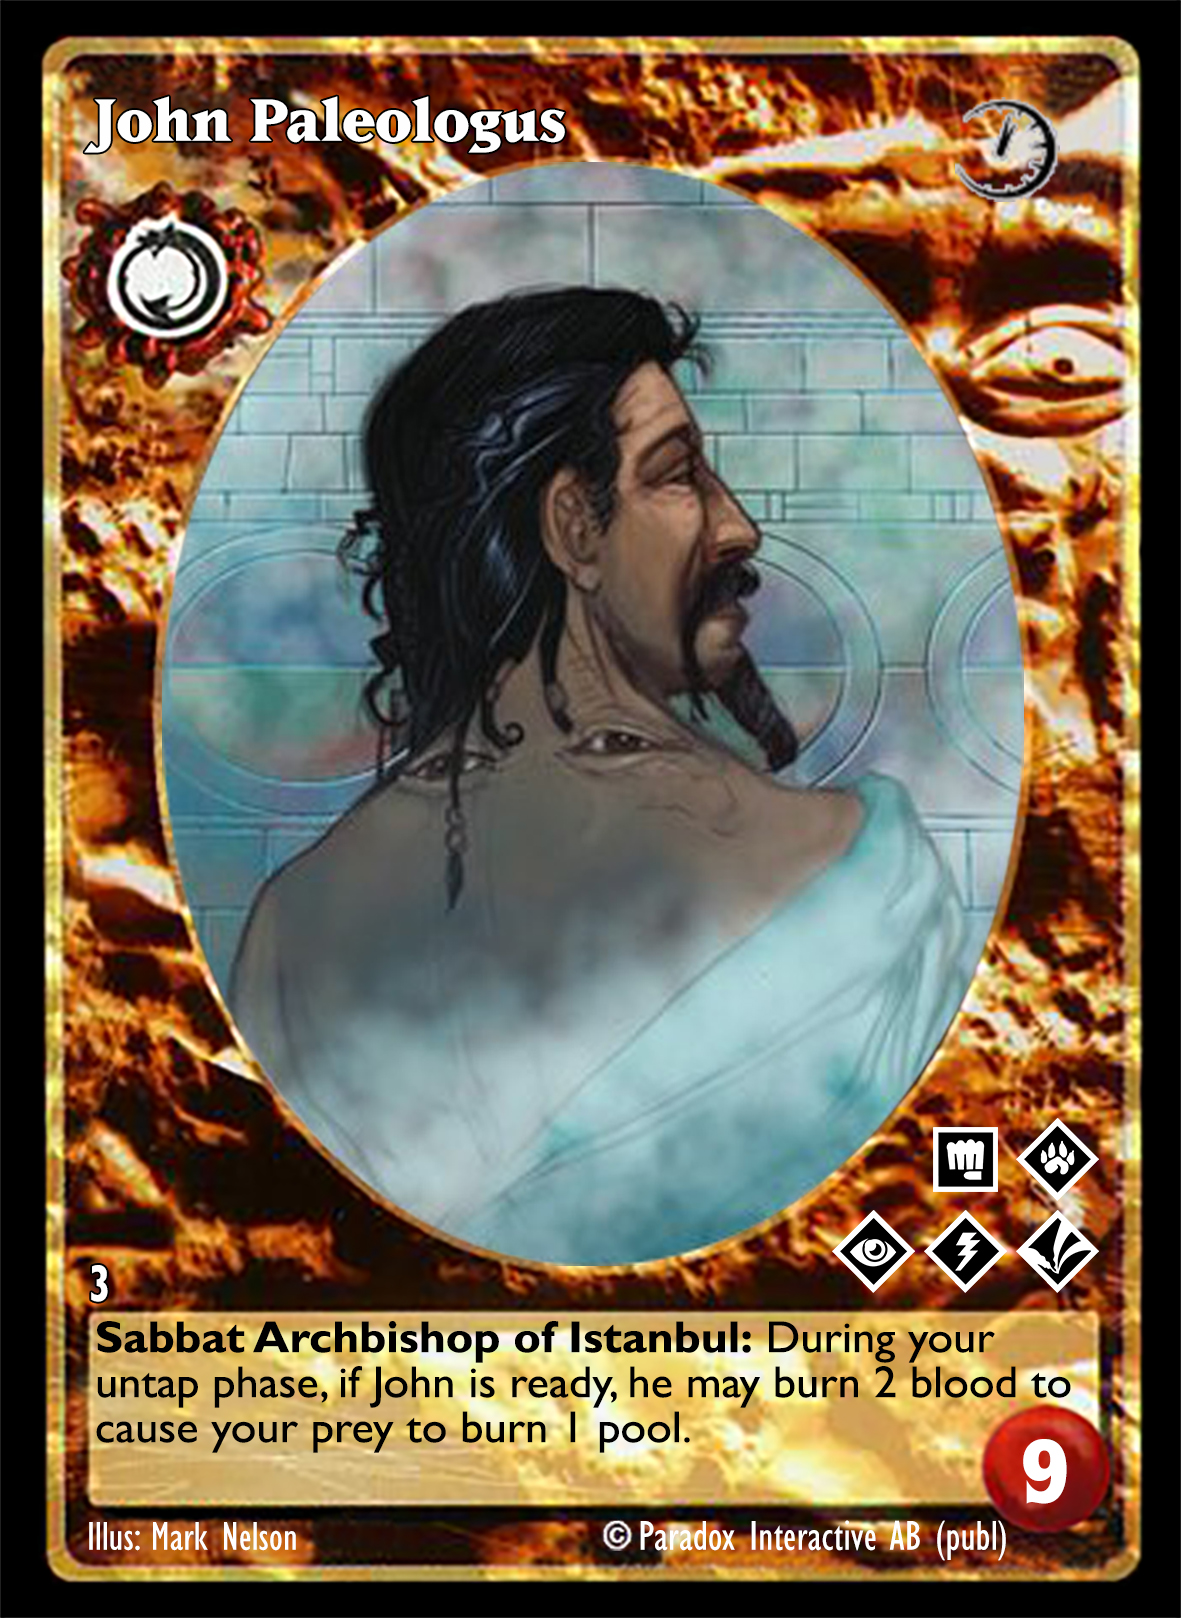 John Paleologus
3
Sabbat Archbishop of Istanbul: During your
untap phase, if John is ready, he may burn 2 blood to
cause your prey to burn 1 pool.
9
Illus: Mark Nelson © Paradox Interactive AB (publ)